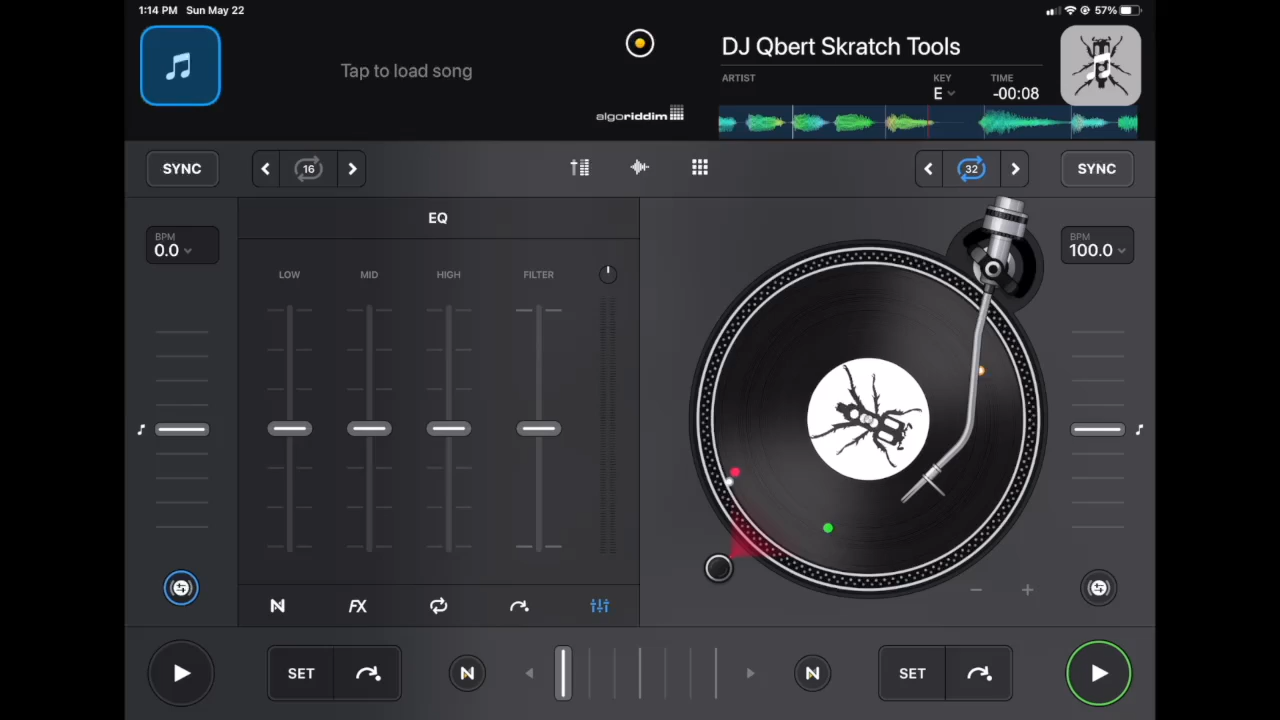 1:14 PM Sun May 22
57%
Tap to load song
algoriddim
DJ Qbert Skratch Tools
ARTIST
KEY
TIME
E
-00:08
SYNC
16
32
SYNC
BPM
0.0
EQ
BPM
100.0
LOW
MID
HIGH
FILTER
N
FX
SET
N
N
SET